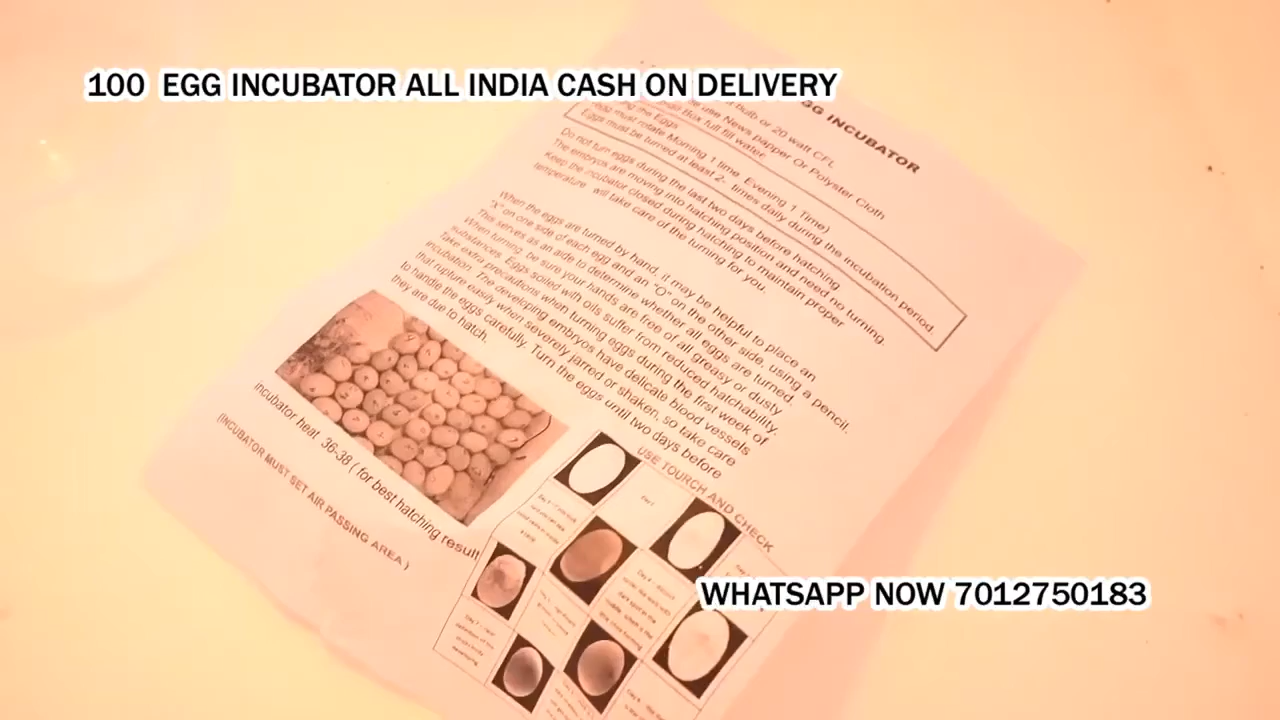 100 EGG INCUBATOR ALL INDIA CASH ON DELIVERY
GG INCUBATOR
bulb or 20 watt CFL
use News papper Or Polyster Cloth
Box full fill water
the Eggs
must rotate Morning 1 time Evening 1 Time)
Eggs must be turned at least 2- times daily during the incubation period.
Do not turn eggs during the last two days before hatching
The embryos are moving into hatching position and need no turning.
Keep the incubator closed during hatching to maintain proper
temperature will take care of the turning for you.
When the eggs are turned by hand, it may be helpful to place an
"X" on one side of each egg and an "O" on the other side, using a pencil.
This serves as an aide to determine whether all eggs are turned.
When turning, be sure your hands are free of all greasy or dusty
substances. Eggs soiled with oils suffer from reduced hatchability.
Take extra precautions when turning eggs during the first week of
incubation. The developing embryos have delicate blood vessels
that rupture easily when severely jarred or shaken, so take care
to handle the eggs carefully. Turn the eggs until two days before
they are due to hatch.
incubator heat 36-38 ( for best hatching result
(INCUBATOR MUST SET AIR PASSING AREA )
USE TOURCH AND CHECK
WHATSAPP NOW 7012750183